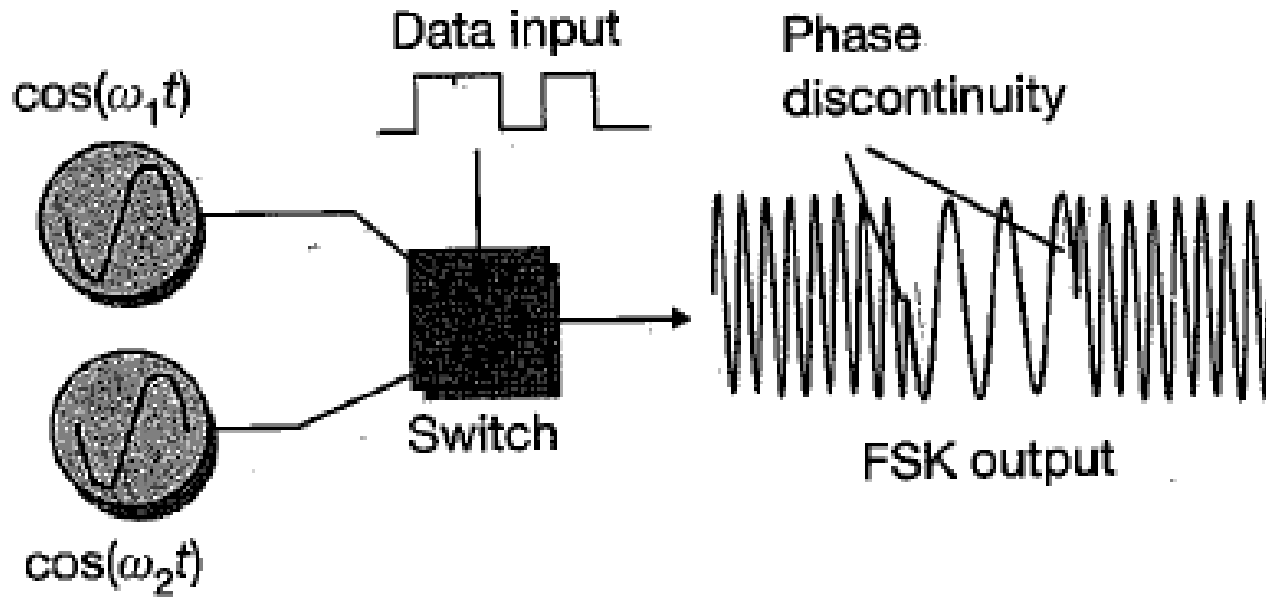 Data input
Phase
discontinuity
cos(ω₁t)
Switch
FSK output
cos(ω₂t)